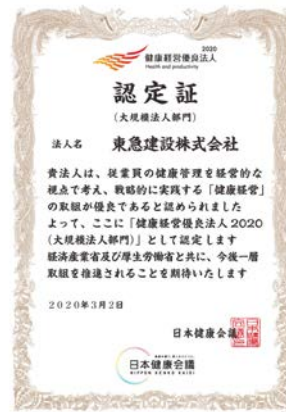 2020
健康経営優良法人
Health and productivity
認定証
(大規模法人部門)
法人名 東急建設株式会社
貴法人は、従業員の健康管理を経営的な
視点で考え、戦略的に実践する「健康経営」
の取組が優良であると認められました
よって、ここに「健康経営優良法人2020
(大規模法人部門)」として認定します
経済産業省及び厚生労働省と共に、今後一層
取組を推進されることを期待いたします
2020年3月2日
日本健康会議
日本健康会議
NIPPON KENKO KAIGI